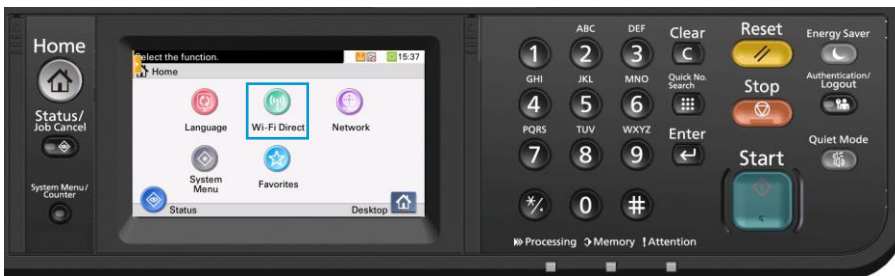 Home
Status/
Job Cancel
System Menu/
Counter
elect the function.
15:37
Home
Language
Wi-Fi Direct
Network
System
Menu
Favorites
Status
Desktop
ABC
DEF
1
2
3
GHI
JKL
MNO
4
5
6
PQRS
TUV
WXYZ
7
8
9
*/.
0
#
Clear
C
Quick No.
Search
Enter
Reset
Stop
Start
Energy Saver
Authentication/
Logout
Quiet Mode
Processing
Memory
! Attention